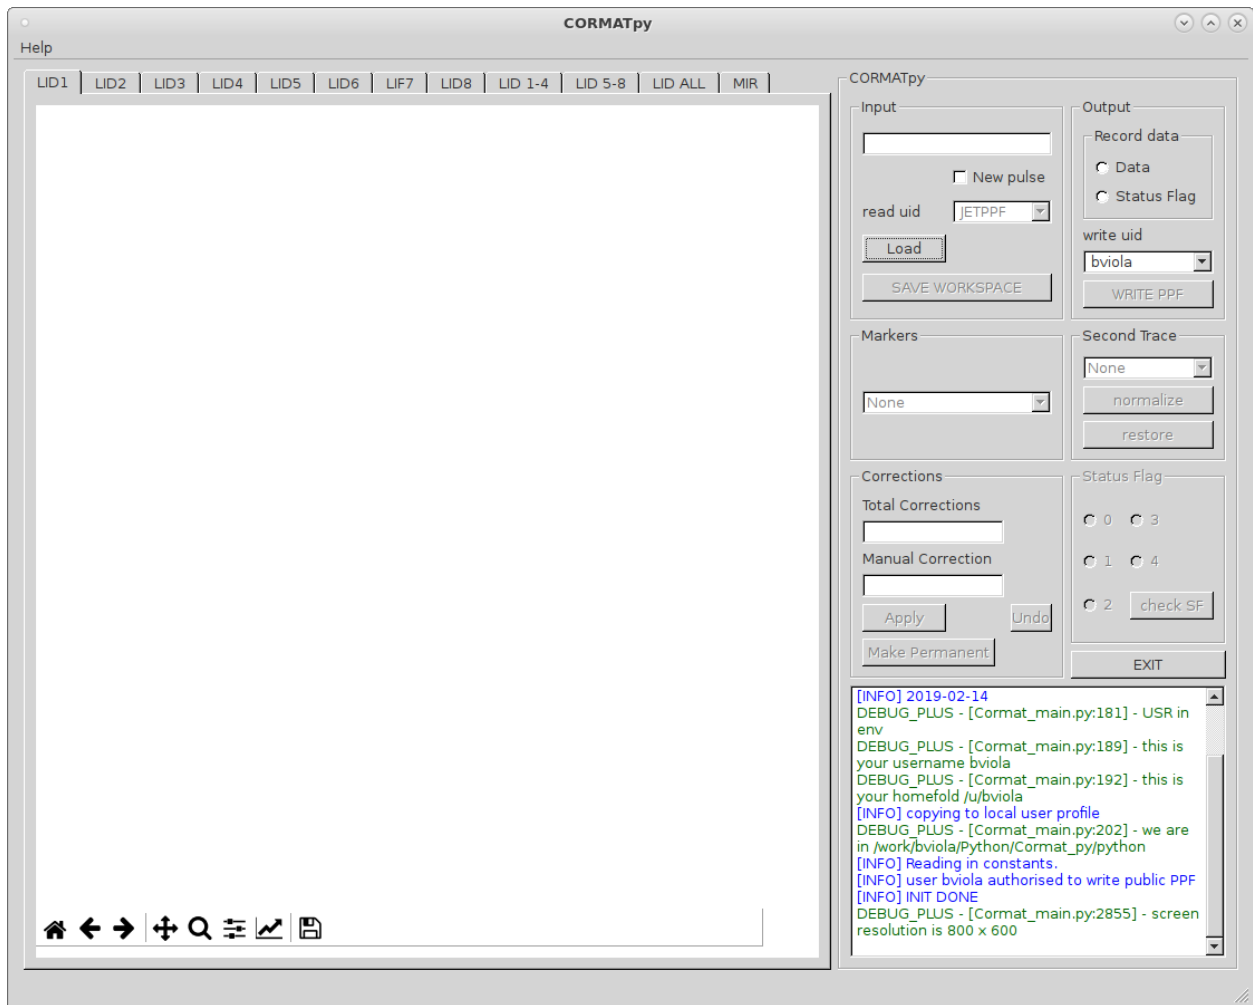 CORMATpy
Help
LID1 LID2 LID3 LID4 LID5 LID6 LIF7 LID8 LID 1-4 LID 5-8 LID ALL MIR
CORMATpy
Input
New pulse
read uid JETPPF
Load
SAVE WORKSPACE
Output
Record data
Data
Status Flag
write uid
bviola
WRITE PPF
Markers
None
Second Trace
None
normalize
restore
Corrections
Total Corrections
Manual Correction
Apply Undo
Make Permanent
Status Flag
0 3
1 4
2 check SF
EXIT
[INFO] 2019-02-14
DEBUG_PLUS - [Cormat_main.py:181] - USR in
env
DEBUG_PLUS - [Cormat_main.py:189] - this is
your username bviola
DEBUG_PLUS - [Cormat_main.py:192] - this is
your homefold /u/bviola
[INFO] copying to local user profile
DEBUG_PLUS - [Cormat_main.py:202] - we are
in /work/bviola/Python/Cormat_py/python
[INFO] Reading in constants.
[INFO] user bviola authorised to write public PPF
[INFO] INIT DONE
DEBUG_PLUS - [Cormat_main.py:2855] - screen
resolution is 800 x 600